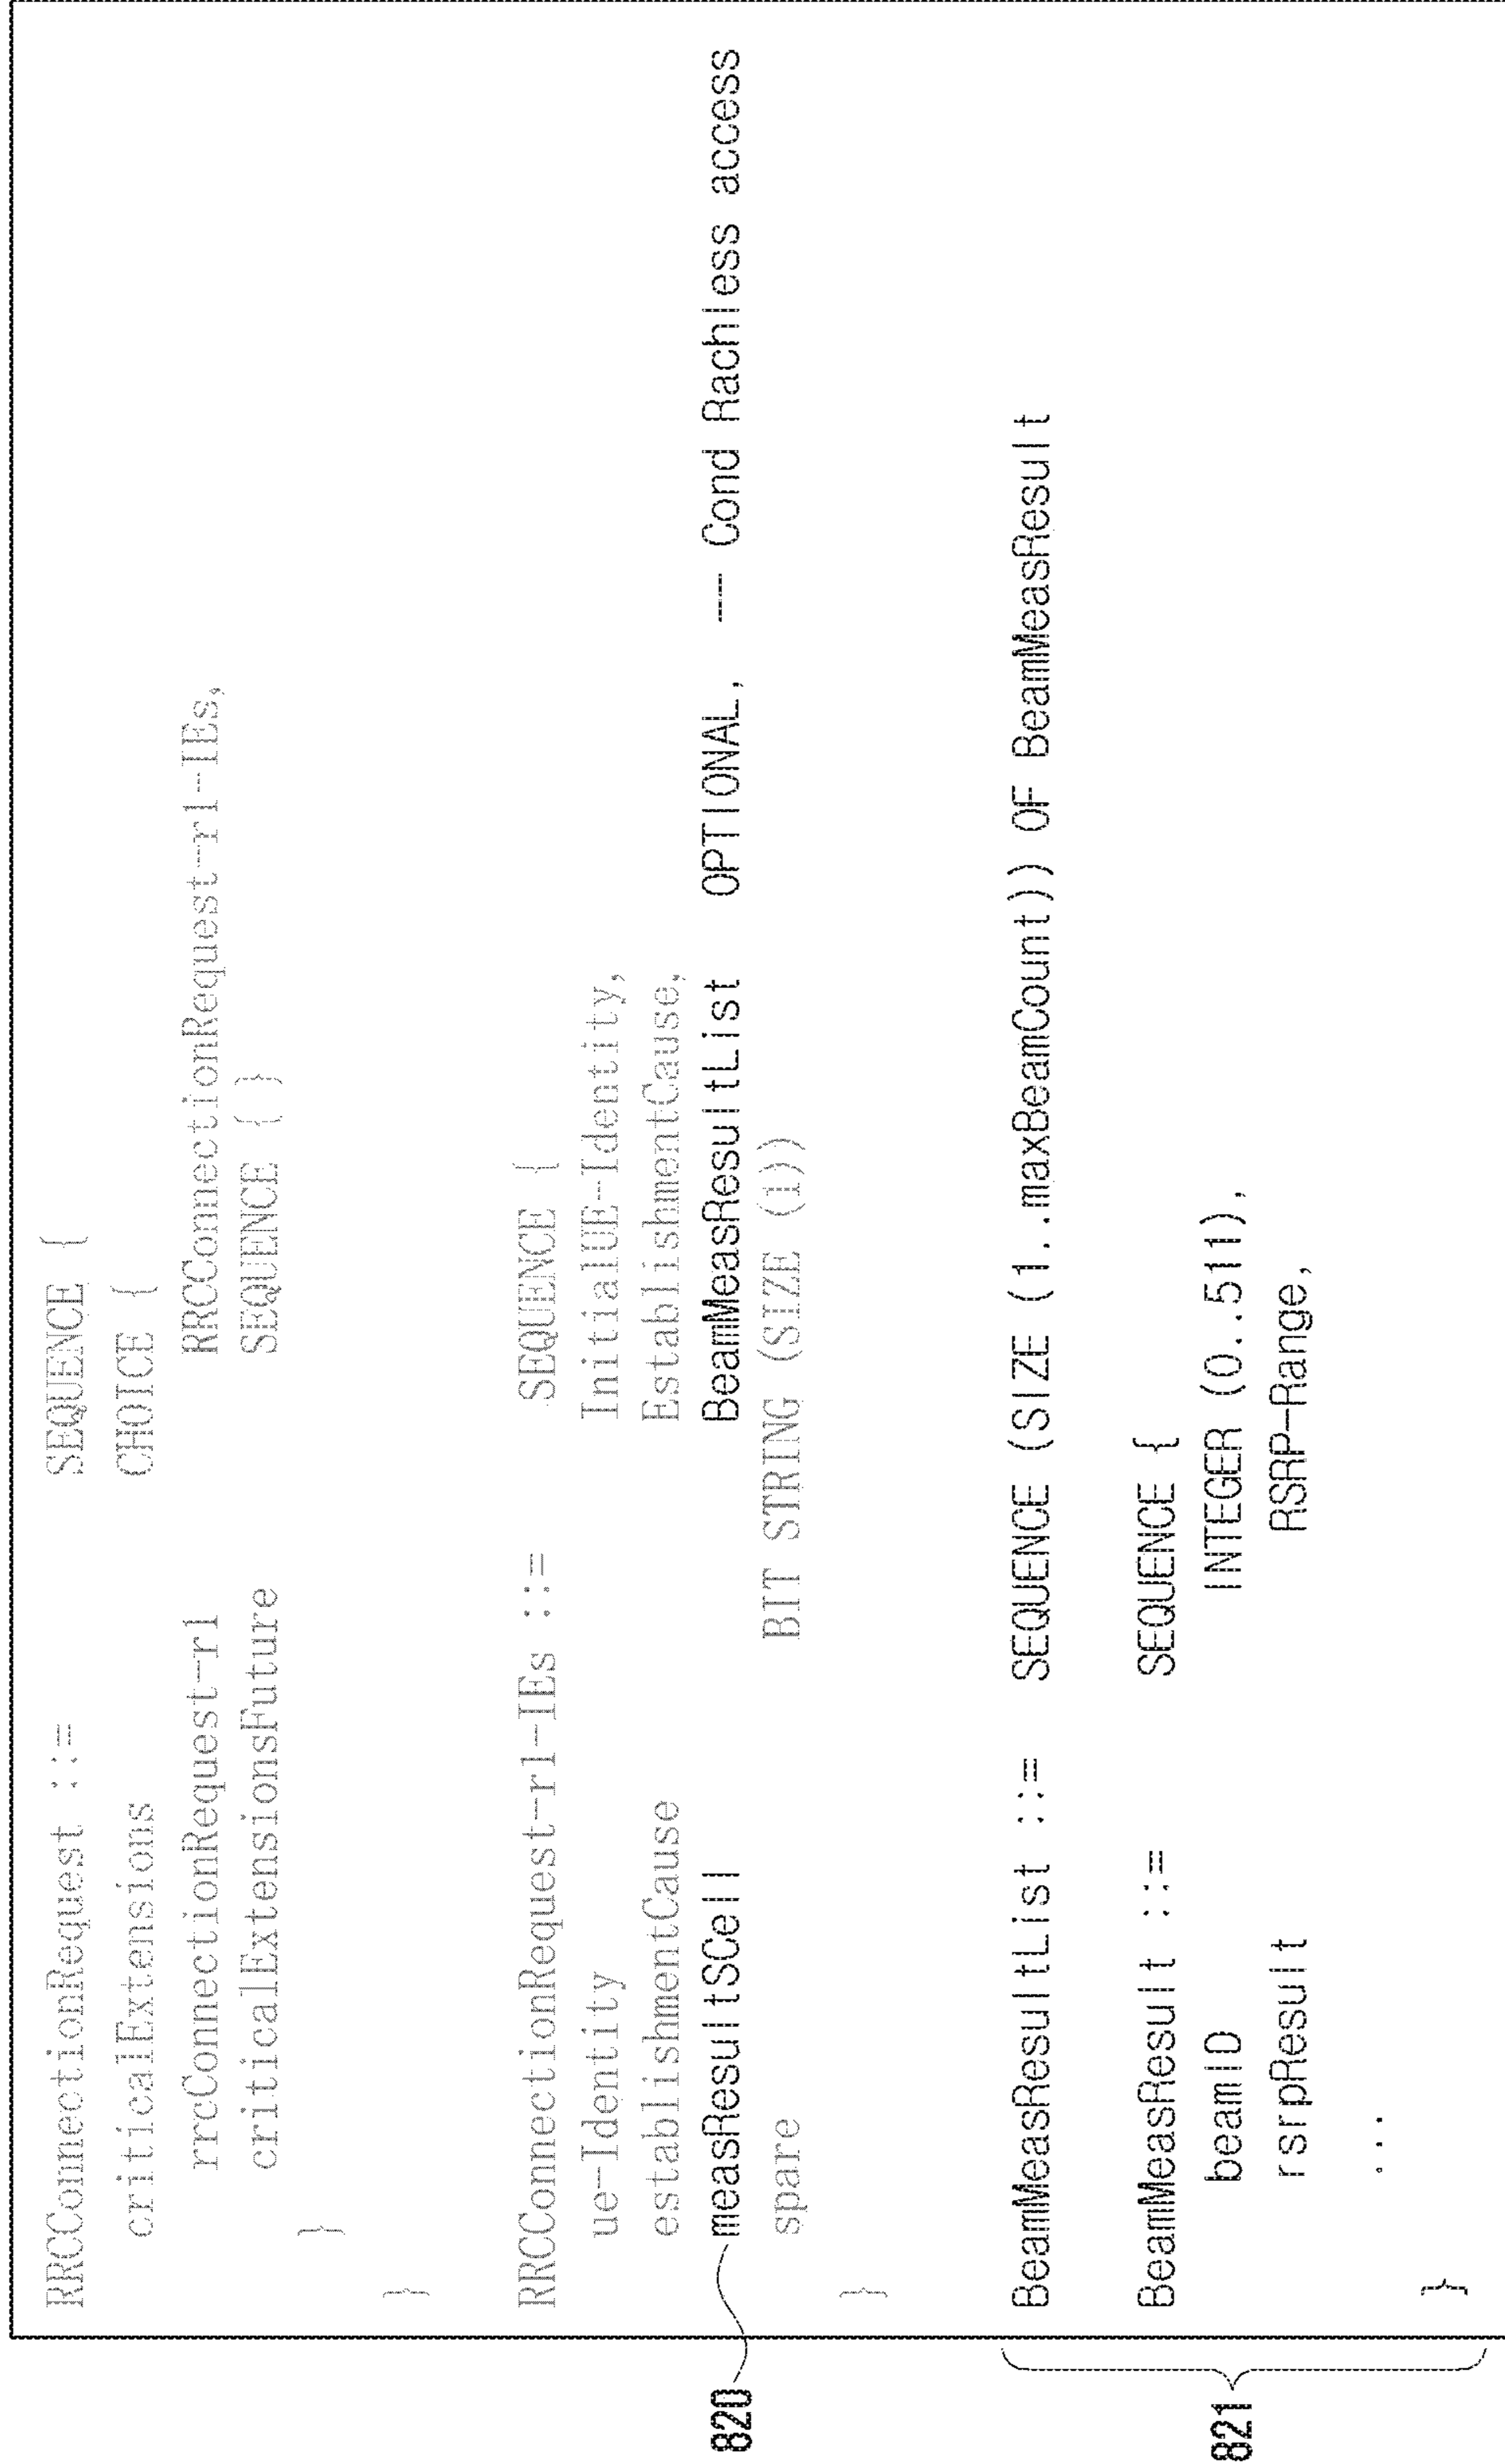 RRCConnectionRequest ::= SEQUENCE {
criticalExtensions CHOICE {
rrcConnectionRequest-r1 RRCConnectionRequest-r1-IEs,
criticalExtensionsFuture SEQUENCE { }
}
}
RRCConnectionRequest-r1-IEs ::= SEQUENCE {
ue-Identity InitialUE-Identity,
establishmentCause EstablishmentCause,
820 measResultSCell BeamMeasResultList OPTIONAL, -- Cond Rachless access
spare BIT STRING (SIZE (1))
}
BeamMeasResultList ::= SEQUENCE (SIZE (1..maxBeamCount)) OF BeamMeasResult
821 BeamMeasResult ::= SEQUENCE {
beamID INTEGER (0..511),
rsrpResult RSRP-Range,
...
}